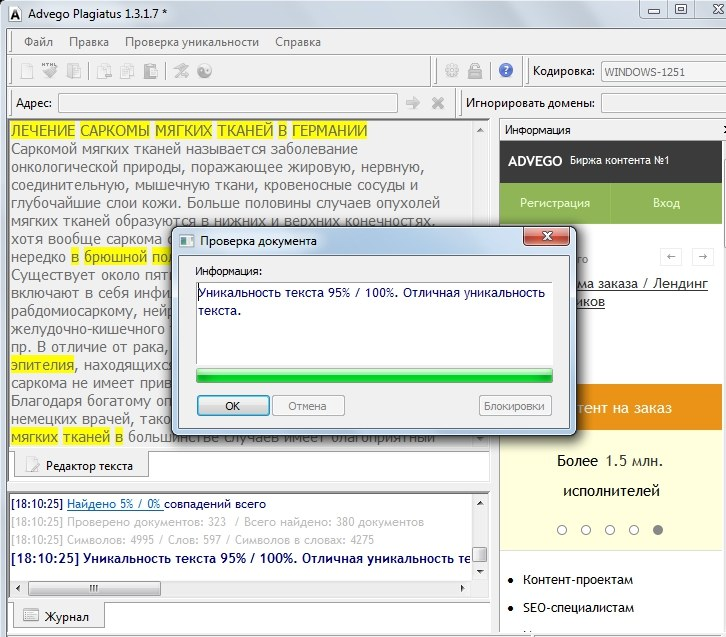 Advego Plagiatus 1.3.1.7 *
Файл Правка Проверка уникальности Справка
Кодировка: WINDOWS-1251
Адрес:
Игнорировать домены:
ЛЕЧЕНИЕ САРКОМЫ МЯГКИХ ТКАНЕЙ В ГЕРМАНИИ
Саркомой мягких тканей называется заболевание
онкологической природы, поражающее жировую, нервную,
соединительную, мышечную ткани, кровеносные сосуды и
глубочайшие слои кожи. Больше половины случаев опухолей
мягких тканей образуются в нижних и верхних конечностях,
хотя вообще саркома
нередко в брюшной
Существует около
включают в себя
рабдомиосаркому,
желудочно-кишечного
пр. В отличие от рака,
эпителия, находящихся
саркома не имеет
Благодаря богатому
немецких врачей,
мягких тканей в большинстве случаев имеет благоприятный
Редактор текста
Проверка документа
Информация:
Уникальность текста 95% / 100%. Отличная уникальность
текста.
ОК
Отмена
Блокировки
[18:10:25] Найдено 5% / 0% совпадений всего
[18:10:25] Проверено документов: 323 / Всего найдено: 380 документов
[18:10:25] Символов: 4995 / Слов: 597 / Символов в словах: 4275
[18:10:25] Уникальность текста 95% / 100%. Отличная уникальность те
Журнал
Информация
ADVEGO Биржа контента №1
Регистрация
Вход
ма заказа / Лендинг
иков
тент на заказ
Более 1.5 млн.
исполнителей
Контент-проектам
SEO-специалистам